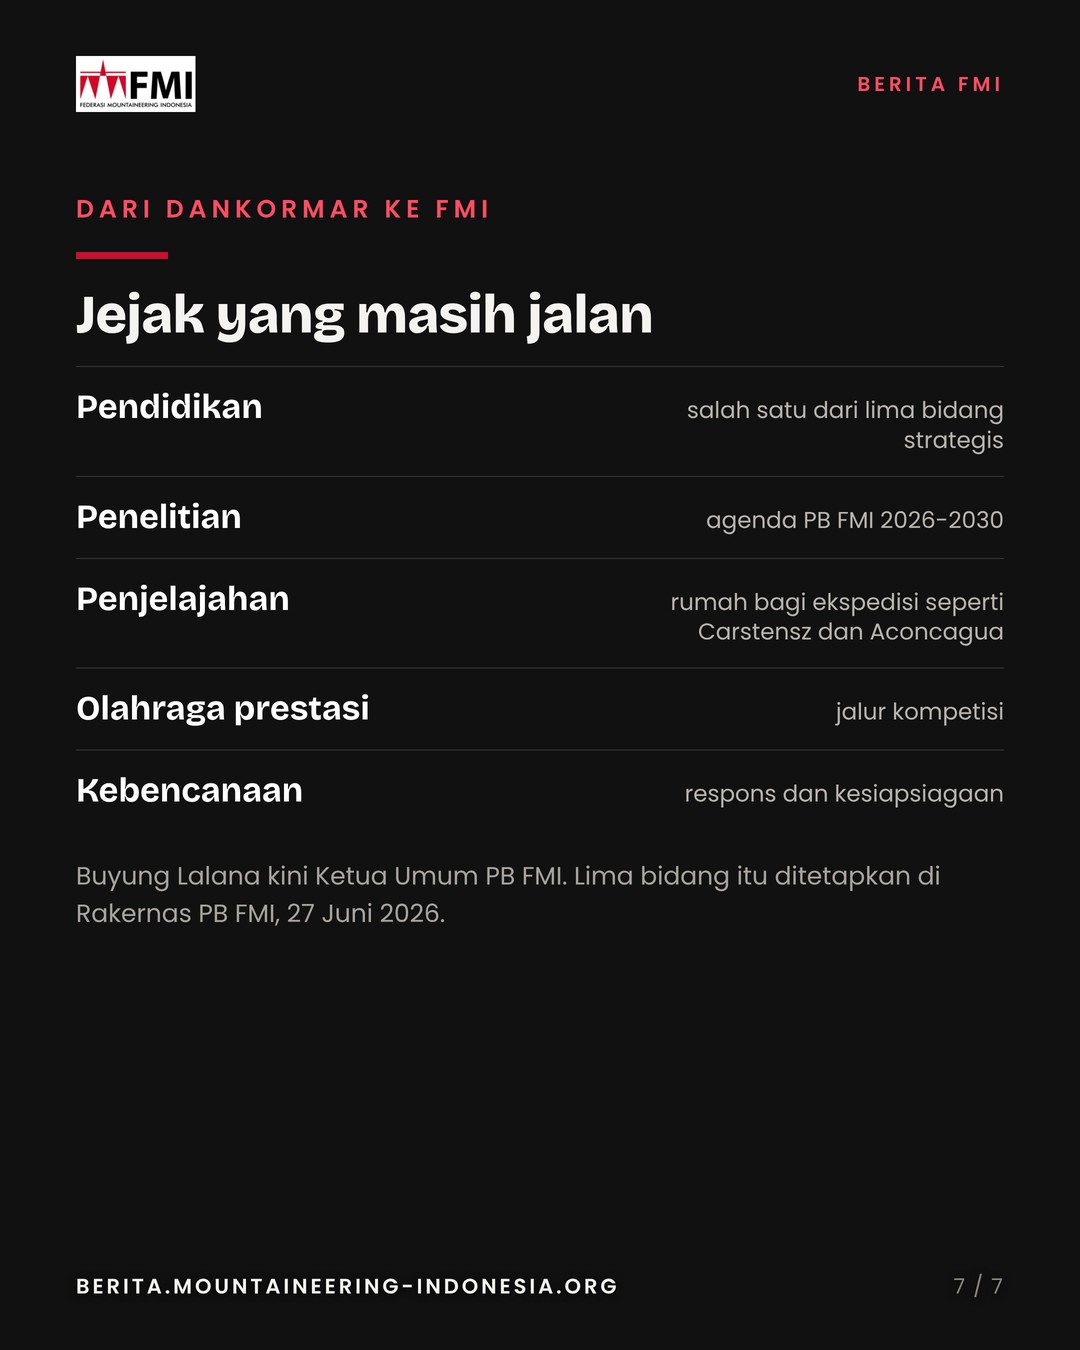 FMI
FEDERASI MOUNTAINEERING INDONESIA
BERITA FMI
DARI DANKORMAR KE FMI
Jejak yang masih jalan
Pendidikan
salah satu dari lima bidang
strategis
Penelitian
agenda PB FMI 2026-2030
Penjelajahan
rumah bagi ekspedisi seperti
Carstensz dan Aconcagua
Olahraga prestasi
jalur kompetisi
Kebencanaan
respons dan kesiapsiagaan
Buyung Lalana kini Ketua Umum PB FMI. Lima bidang itu ditetapkan di
Rakernas PB FMI, 27 Juni 2026.
BERITA.MOUNTAINEERING-INDONESIA.ORG
7 / 7